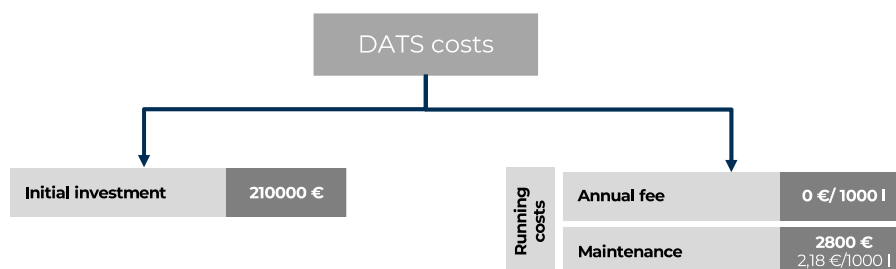 DATS costs
Initial investment 210000 €
Running
costs
Annual fee 0 €/ 1000 l
Maintenance 2800 €
2,18 €/1000 l